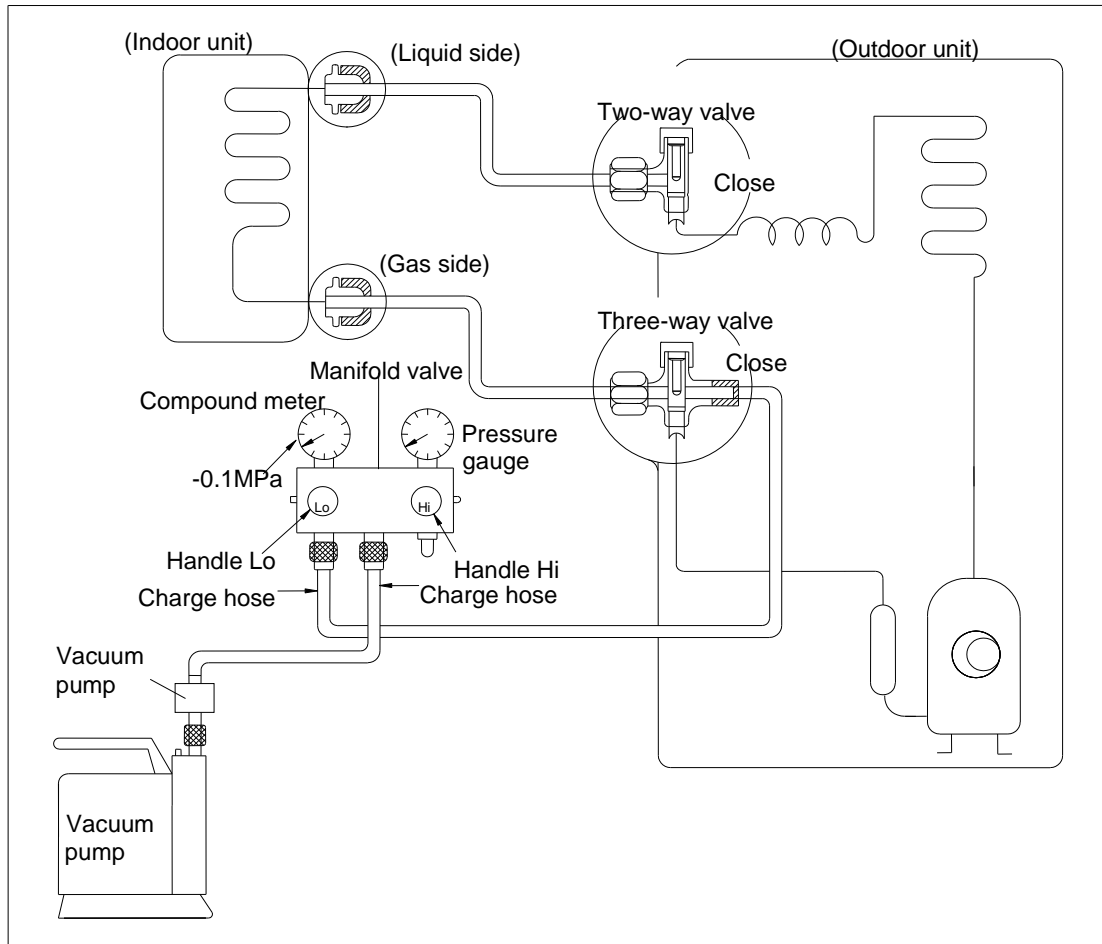 (Indoor unit)
(Liquid side)
(Outdoor unit)
Two-way valve
Close
(Gas side)
Three-way valve
Close
Manifold valve
Compound meter
Pressure
gauge
-0.1MPa
Lo
Hi
Handle Lo
Handle Hi
Charge hose
Charge hose
Vacuum
pump
Vacuum
pump